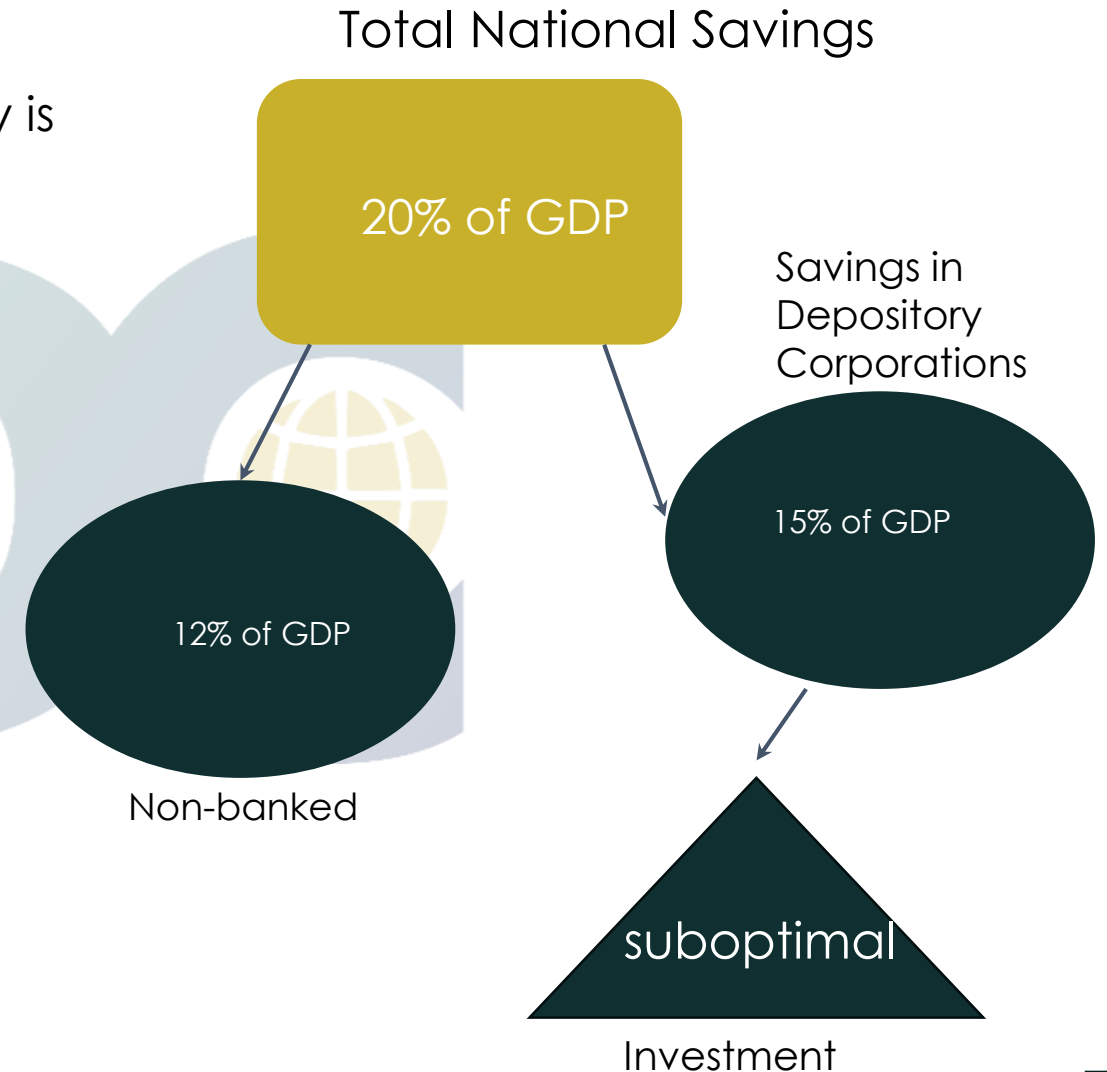 Total National Savings
y is
20% of GDP
Savings in
Depository
Corporations
15% of GDP
12% of GDP
Non-banked
suboptimal
Investment